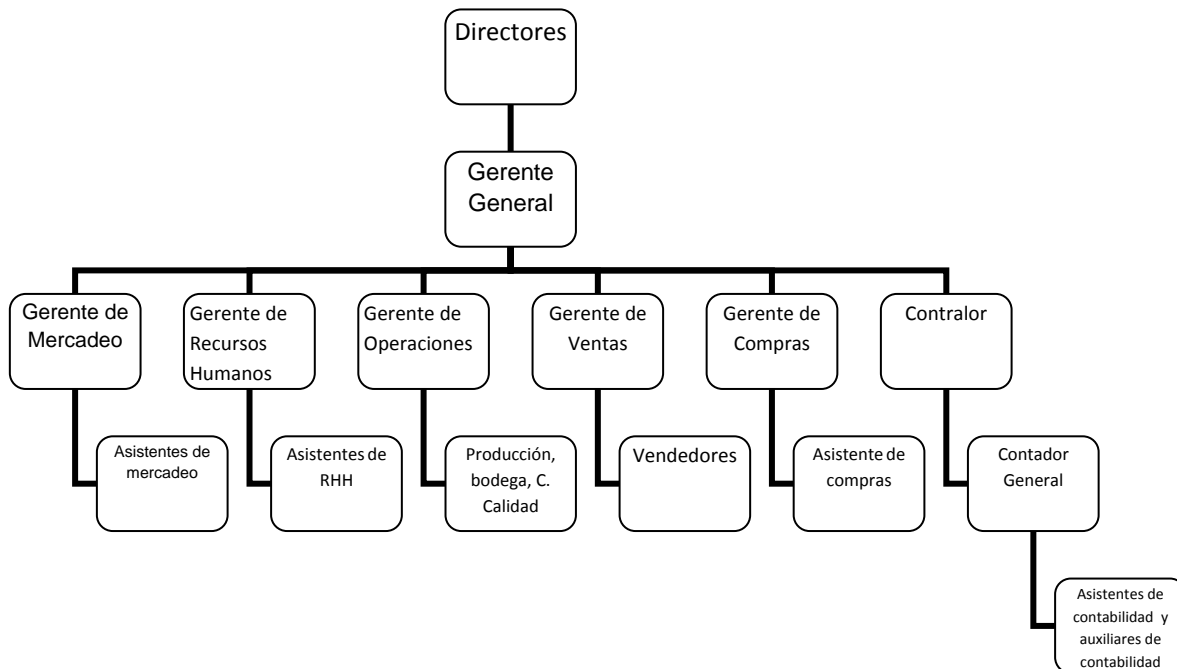 Directores
Gerente
General
Gerente de
Mercadeo
Gerente de
Recursos
Humanos
Gerente de
Operaciones
Gerente de
Ventas
Gerente de
Compras
Contralor
Asistentes de
mercadeo
Asistentes de
RHH
Producción,
bodega, C.
Calidad
Vendedores
Asistente de
compras
Contador
General
Asistentes de
contabilidad y
auxiliares de
contabilidad